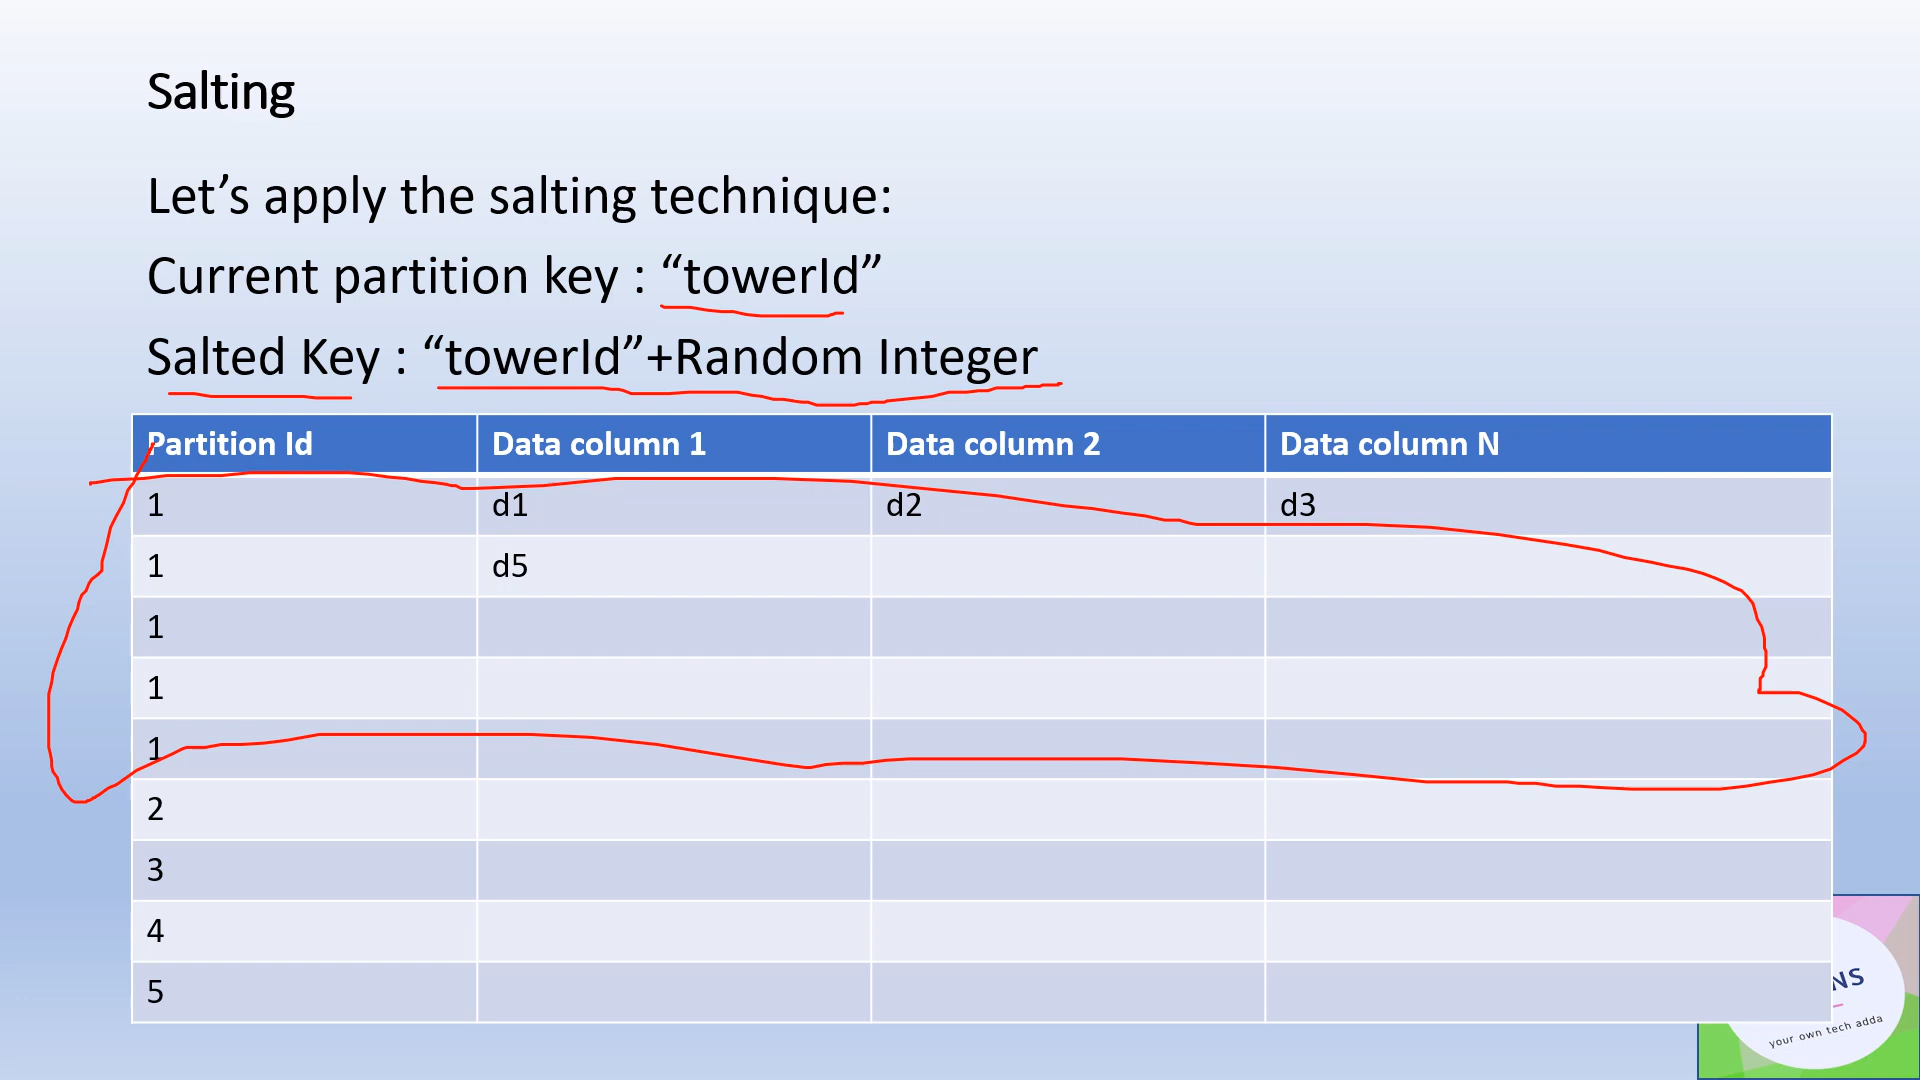 Salting
Let’s apply the salting technique:
Current partition key : “towerId”
Salted Key : “towerId”+Random Integer
Partition Id Data column 1 Data column 2 Data column N
1 d1 d2 d3
1 d5
1
1
1
2
3
4
5
your own tech adda